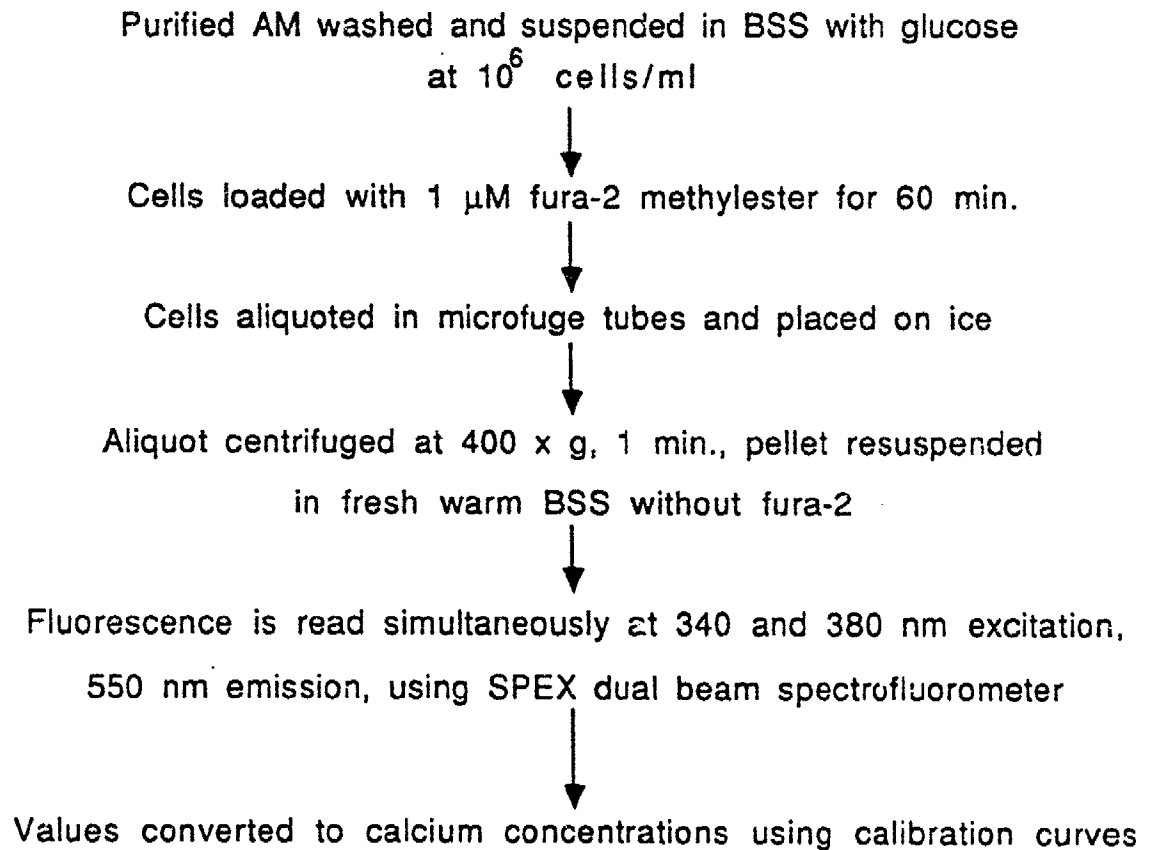 Purified AM washed and suspended in BSS with glucose
at 10⁶ cells/ml
Cells loaded with 1 µM fura-2 methylester for 60 min.
Cells aliquoted in microfuge tubes and placed on ice
Aliquot centrifuged at 400 x g, 1 min., pellet resuspended
in fresh warm BSS without fura-2
Fluorescence is read simultaneously at 340 and 380 nm excitation,
550 nm emission, using SPEX dual beam spectrofluorometer
Values converted to calcium concentrations using calibration curves